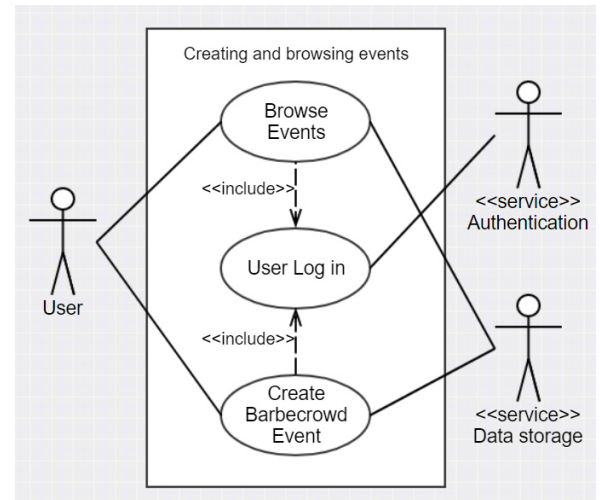 Creating and browsing events
Browse
Events
<<include>>
<<service>>
Authentication
User Log in
User
<<include>>
Create
Barbecrowd
Event
<<service>>
Data storage